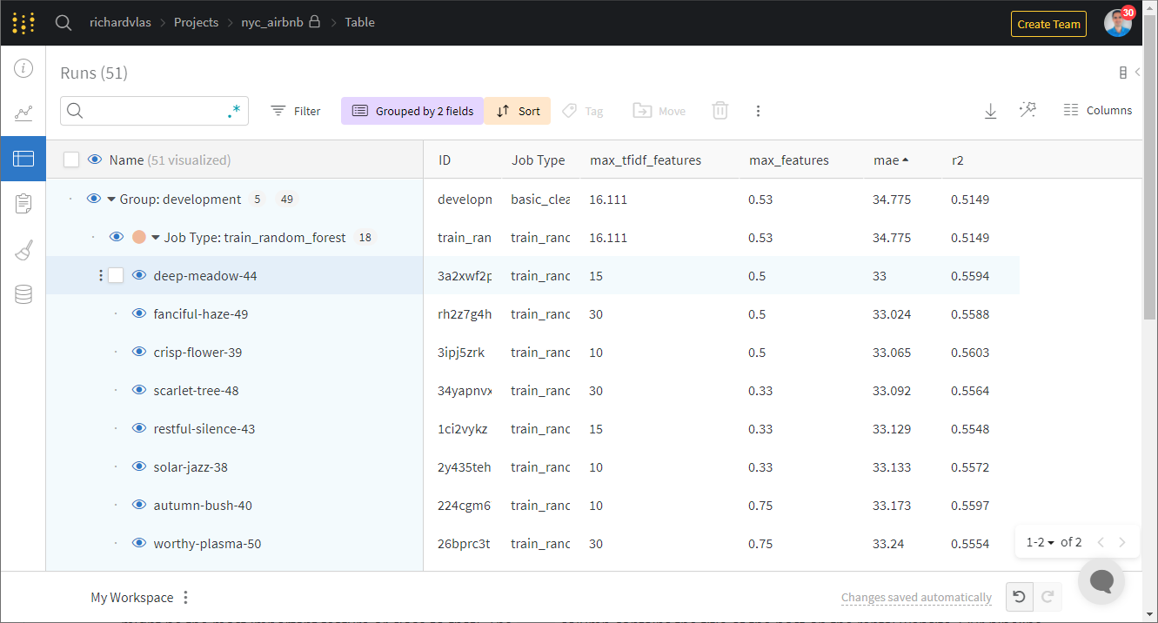 richardvlas > Projects > nyc_airbnb > Table Create Team 30
Runs (51)
.* Filter Grouped by 2 fields Sort Tag Move Columns
Name (51 visualized) ID Job Type max_tfidf_features max_features mae r2
Group: development 5 49 developn basic_clea 16.111 0.53 34.775 0.5149
Job Type: train_random_forest 18 train_ran train_ranc 16.111 0.53 34.775 0.5149
deep-meadow-44 3a2xwf2p train_ranc 15 0.5 33 0.5594
fanciful-haze-49 rh2z7g4h train_ranc 30 0.5 33.024 0.5588
crisp-flower-39 3ipj5zrk train_ranc 10 0.5 33.065 0.5603
scarlet-tree-48 34yapnvx train_ranc 30 0.33 33.092 0.5564
restful-silence-43 1ci2vykz train_ranc 15 0.33 33.129 0.5548
solar-jazz-38 2y435teh train_ranc 10 0.33 33.133 0.5572
autumn-bush-40 224cgm6 train_ranc 10 0.75 33.173 0.5597
worthy-plasma-50 26bprc3t train_ranc 30 0.75 33.24 0.5554
1-2 of 2
My Workspace Changes saved automatically